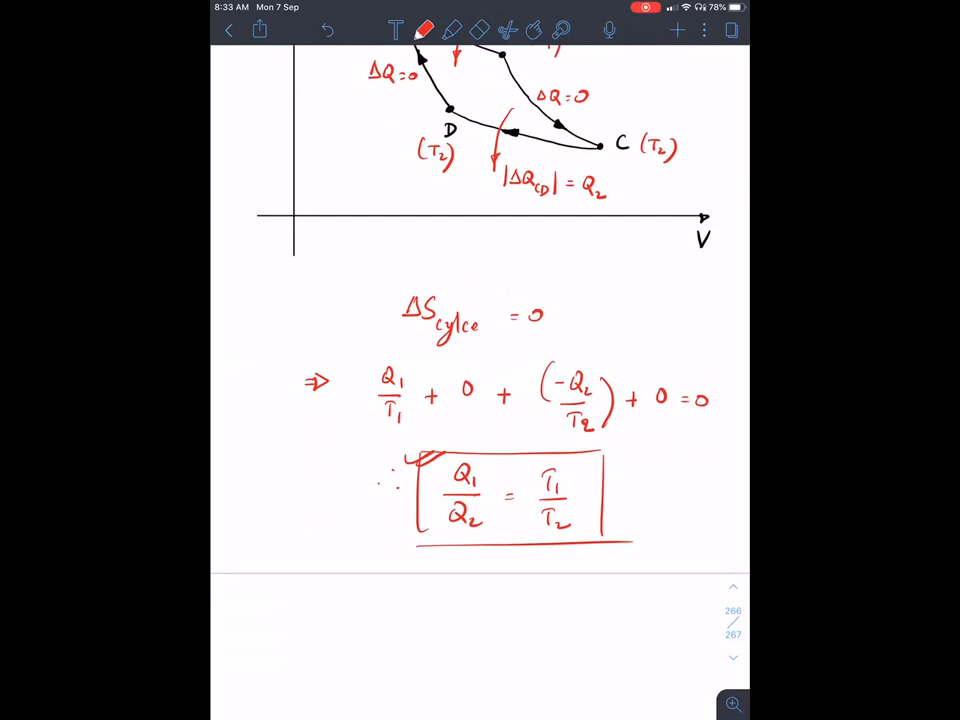 8:33 AM Mon 7 Sep
78%
T
ΔQ=0
ΔQ=0
D
(T₂)
C (T₂)
|ΔQ_CD| = Q₂
V
ΔS_cylce = 0
⇒ Q₁/T₁ + 0 + (-Q₂/T₂) + 0 = 0
∴ Q₁/Q₂ = T₁/T₂
266
267